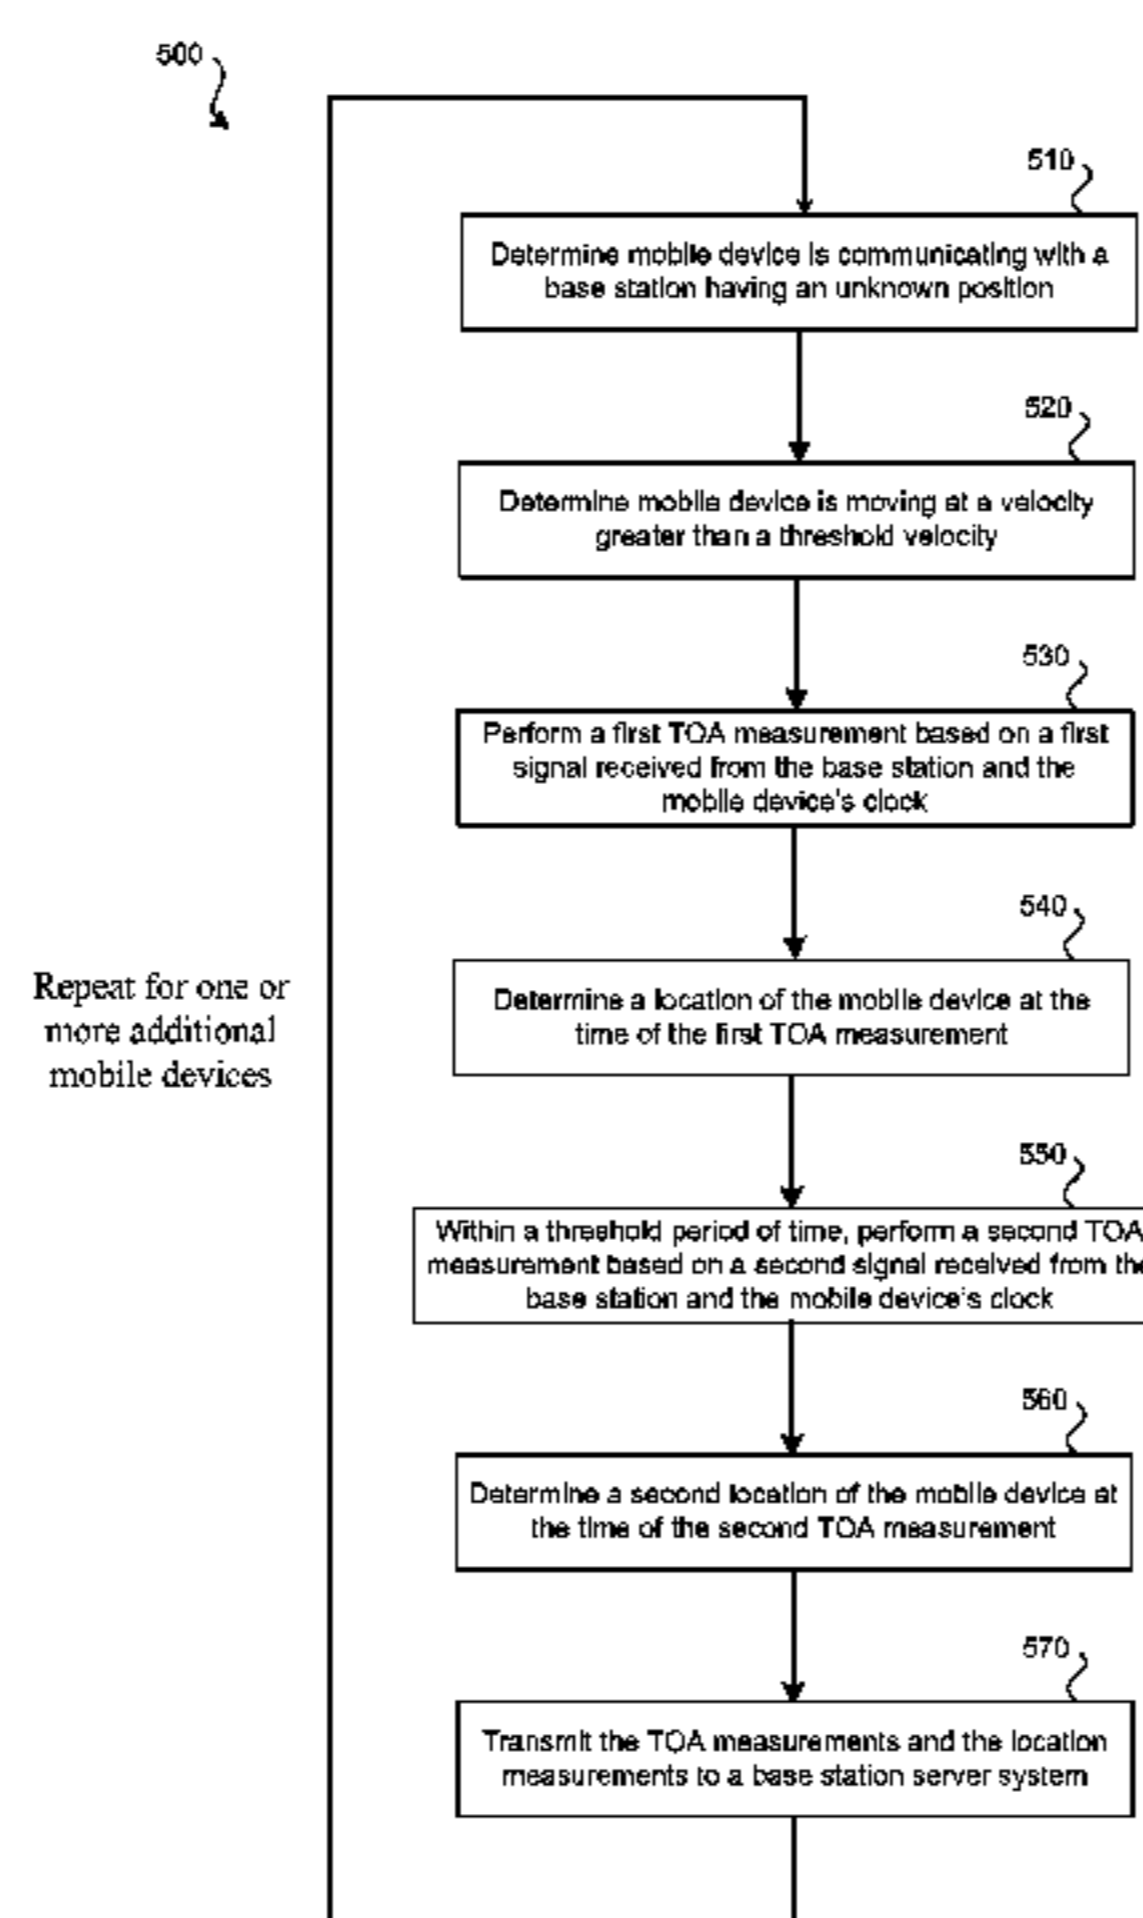 500
510
Determine mobile device is communicating with a
base station having an unknown position
520
Determine mobile device is moving at a velocity
greater than a threshold velocity
530
Perform a first TOA measurement based on a first
signal received from the base station and the
mobile device's clock
540
Determine a location of the mobile device at the
time of the first TOA measurement
Repeat for one or
more additional
mobile devices
550
Within a threshold period of time, perform a second TOA
measurement based on a second signal received from the
base station and the mobile device's clock
560
Determine a second location of the mobile device at
the time of the second TOA measurement
570
Transmit the TOA measurements and the location
measurements to a base station server system